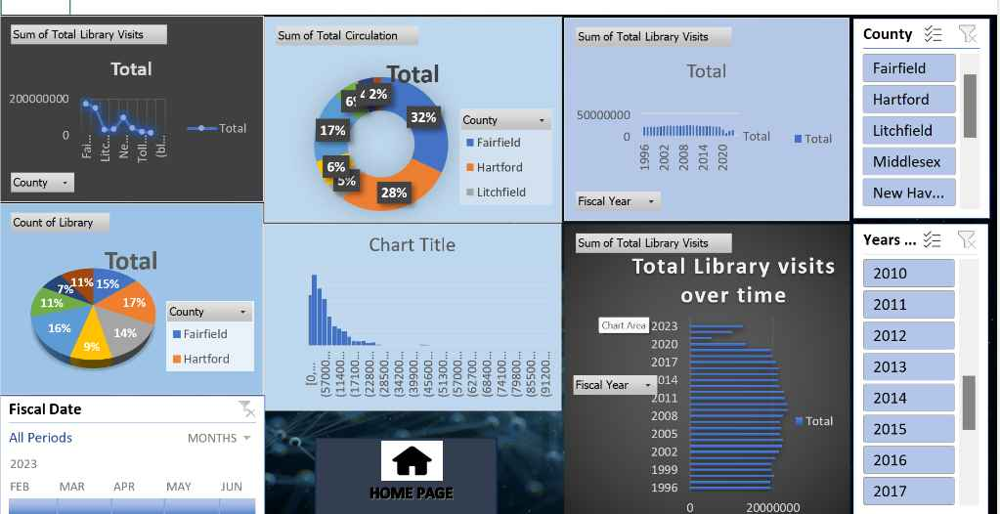 Sum of Total Library Visits
Total
200000000
0
Fai...
Litc...
Ne...
Toll...
(bl...
Total
County
Sum of Total Circulation
Total
32%
28%
5%
6%
17%
6%
4
2%
County
Fairfield
Hartford
Litchfield
Sum of Total Library Visits
Total
50000000
0
1996
2002
2008
2014
2020
Total
Total
Fiscal Year
County
Fairfield
Hartford
Litchfield
Middlesex
New Hav...
Count of Library
Total
15%
17%
14%
9%
16%
11%
7%
11%
County
Fairfield
Hartford
Chart Title
[0,...
(57000...
(11400...
(17100...
(22800...
(28500...
(34200...
(39900...
(45600...
(51300...
(57000...
(62700...
(68400...
(74100...
(79800...
(85500...
(91200...
Sum of Total Library Visits
Total Library visits
over time
Chart Area
2023
2020
2017
2014
2011
2008
2005
2002
1999
1996
0
20000000
Total
Fiscal Year
Years ...
2010
2011
2012
2013
2014
2015
2016
2017
Fiscal Date
All Periods
MONTHS
2023
FEB MAR APR MAY JUN
HOME PAGE